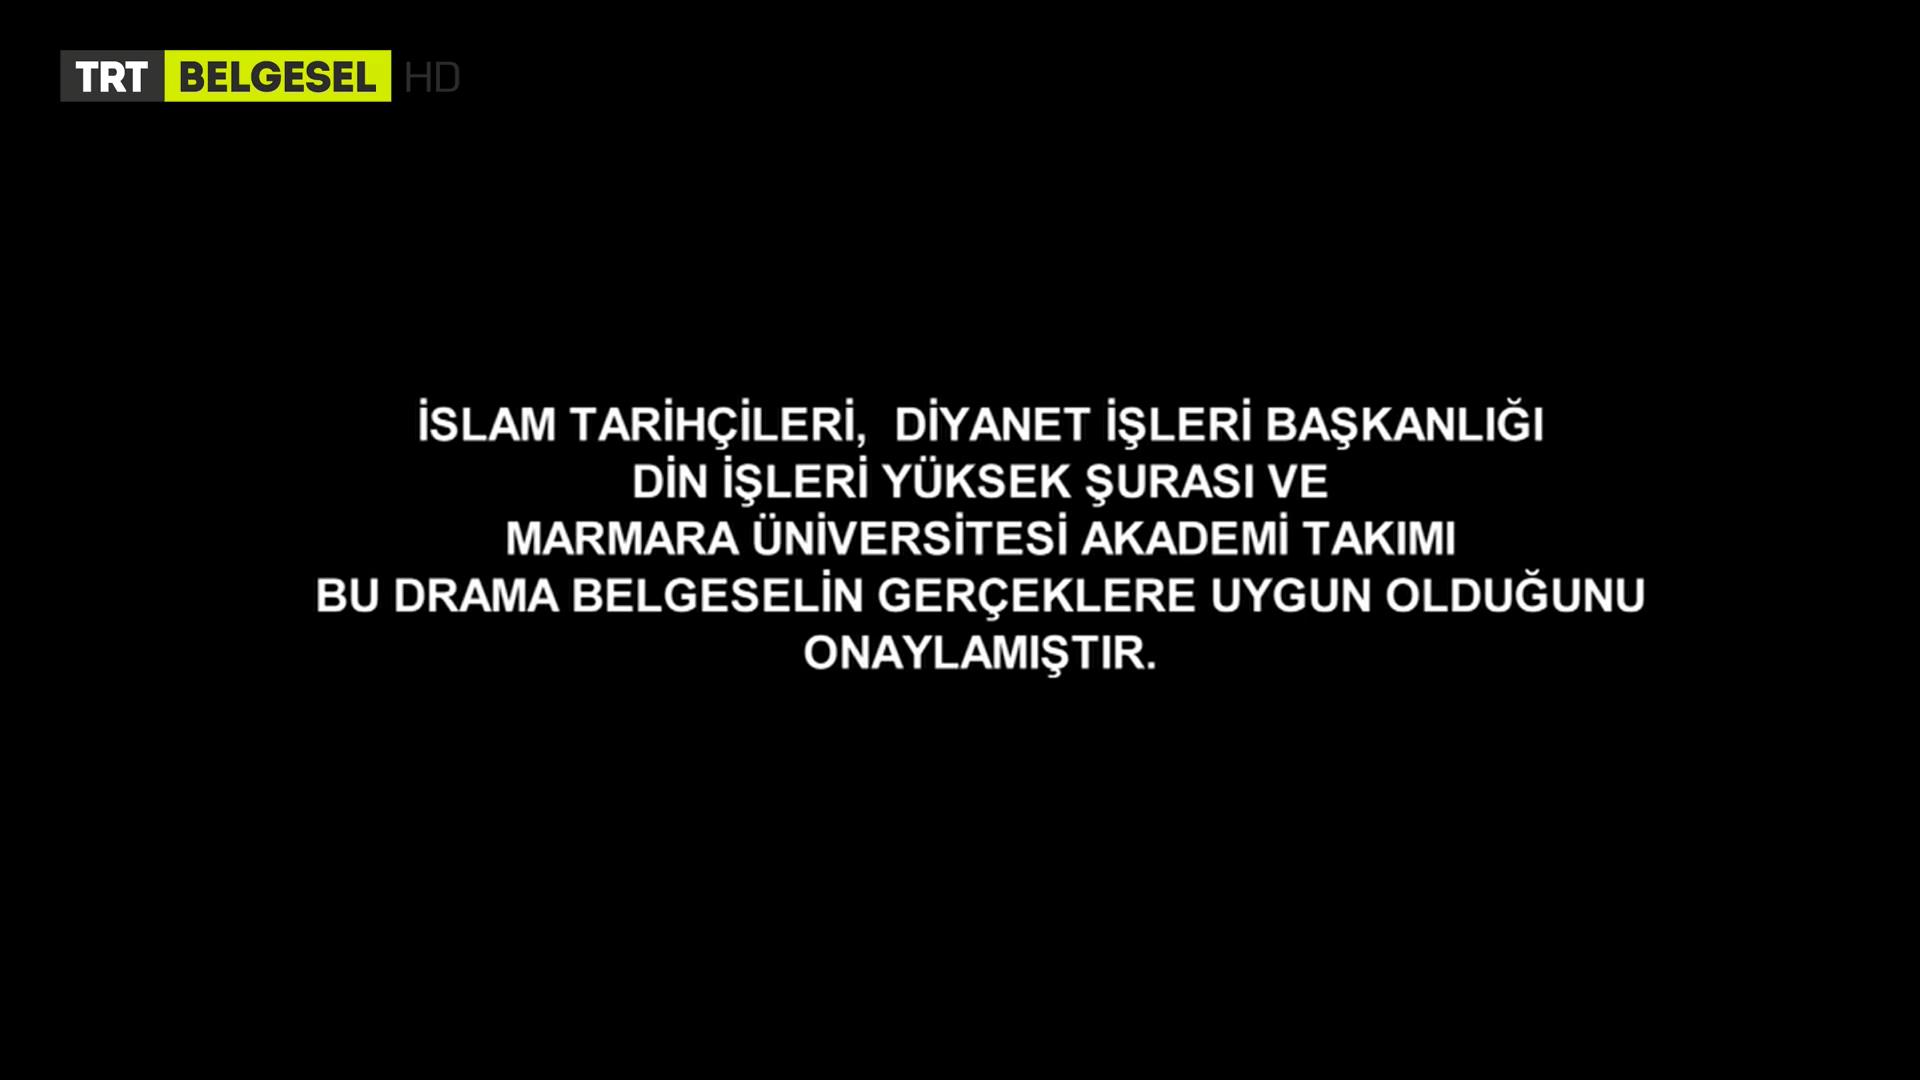 TRT BELGESEL HD
İSLAM TARİHÇİLERİ, DİYANET İŞLERİ BAŞKANLIĞI
DİN İŞLERİ YÜKSEK ŞURASI VE
MARMARA ÜNİVERSİTESİ AKADEMİ TAKIMI
BU DRAMA BELGESELİN GERÇEKLERE UYGUN OLDUĞUNU
ONAYLAMIŞTIR.